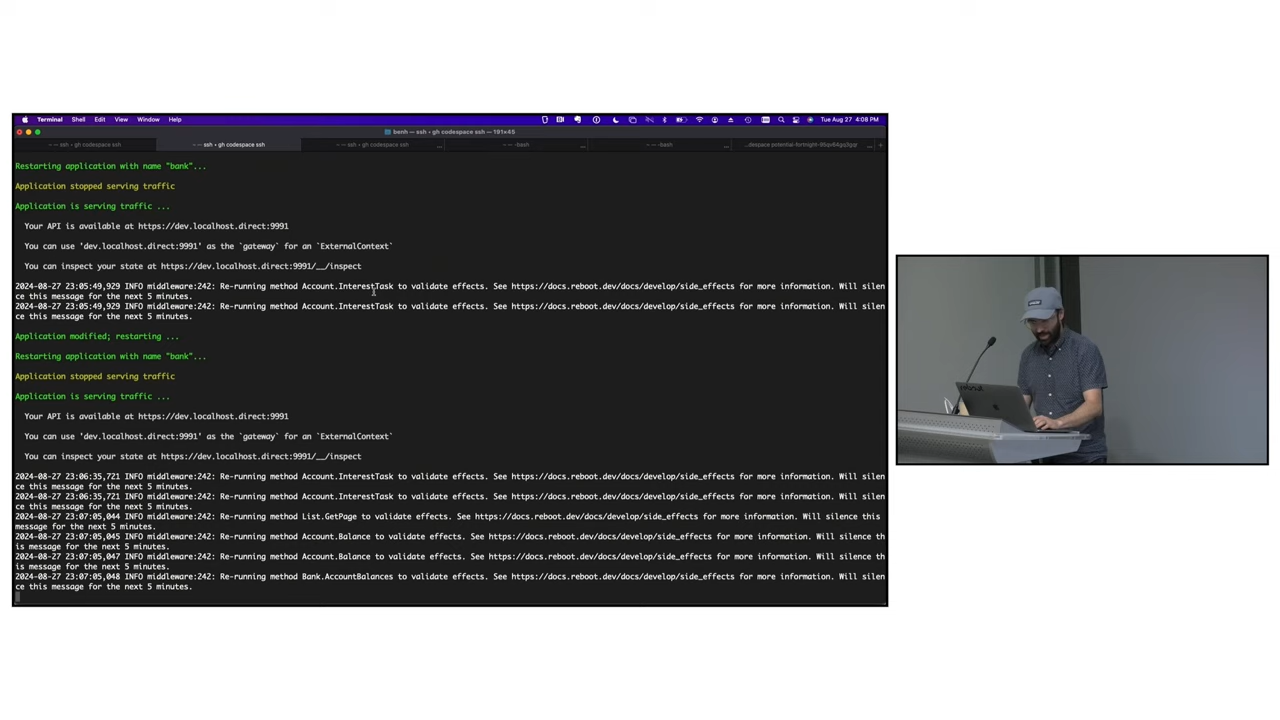 Terminal Shell Edit View Window Help Tue Aug 27 4:08 PM
benh — ssh • gh codespace ssh — 191×45
~ — ssh • gh codespace ssh ~ — ssh • gh codespace ssh ~ — ssh • gh codespace ssh ... ~ — -bash ... ~ — -bash ...
Restarting application with name "bank"...
Application stopped serving traffic
Application is serving traffic ...
Your API is available at https://dev.localhost.direct:9991
You can use 'dev.localhost.direct:9991' as the `gateway` for an `ExternalContext`
You can inspect your state at https://dev.localhost.direct:9991/__/inspect
2024-08-27 23:05:49,929 INFO middleware:242: Re-running method Account.InterestTask to validate effects. See https://docs.reboot.dev/docs/develop/side_effects for more information. Will silen
ce this message for the next 5 minutes.
2024-08-27 23:05:49,929 INFO middleware:242: Re-running method Account.InterestTask to validate effects. See https://docs.reboot.dev/docs/develop/side_effects for more information. Will silen
ce this message for the next 5 minutes.
Application modified; restarting ...
Restarting application with name "bank"...
Application stopped serving traffic
Application is serving traffic ...
Your API is available at https://dev.localhost.direct:9991
You can use 'dev.localhost.direct:9991' as the `gateway` for an `ExternalContext`
You can inspect your state at https://dev.localhost.direct:9991/__/inspect
2024-08-27 23:06:35,721 INFO middleware:242: Re-running method Account.InterestTask to validate effects. See https://docs.reboot.dev/docs/develop/side_effects for more information. Will silen
ce this message for the next 5 minutes.
2024-08-27 23:06:35,721 INFO middleware:242: Re-running method Account.InterestTask to validate effects. See https://docs.reboot.dev/docs/develop/side_effects for more information. Will silen
ce this message for the next 5 minutes.
2024-08-27 23:07:05,044 INFO middleware:242: Re-running method List.GetPage to validate effects. See https://docs.reboot.dev/docs/develop/side_effects for more information. Will silence this
message for the next 5 minutes.
2024-08-27 23:07:05,045 INFO middleware:242: Re-running method Account.Balance to validate effects. See https://docs.reboot.dev/docs/develop/side_effects for more information. Will silence th
is message for the next 5 minutes.
2024-08-27 23:07:05,047 INFO middleware:242: Re-running method Account.Balance to validate effects. See https://docs.reboot.dev/docs/develop/side_effects for more information. Will silence th
is message for the next 5 minutes.
2024-08-27 23:07:05,048 INFO middleware:242: Re-running method Bank.AccountBalances to validate effects. See https://docs.reboot.dev/docs/develop/side_effects for more information. Will silen
ce this message for the next 5 minutes.